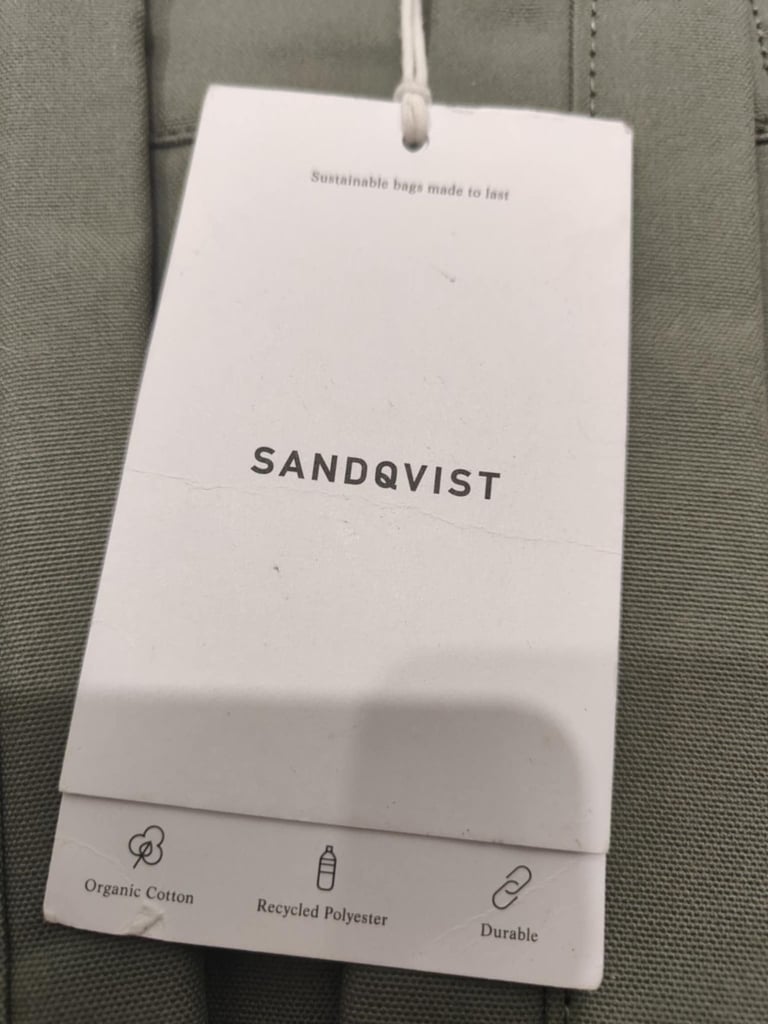 Sustainable bags made to last
SANDQVIST
Organic Cotton
Recycled Polyester
Durable